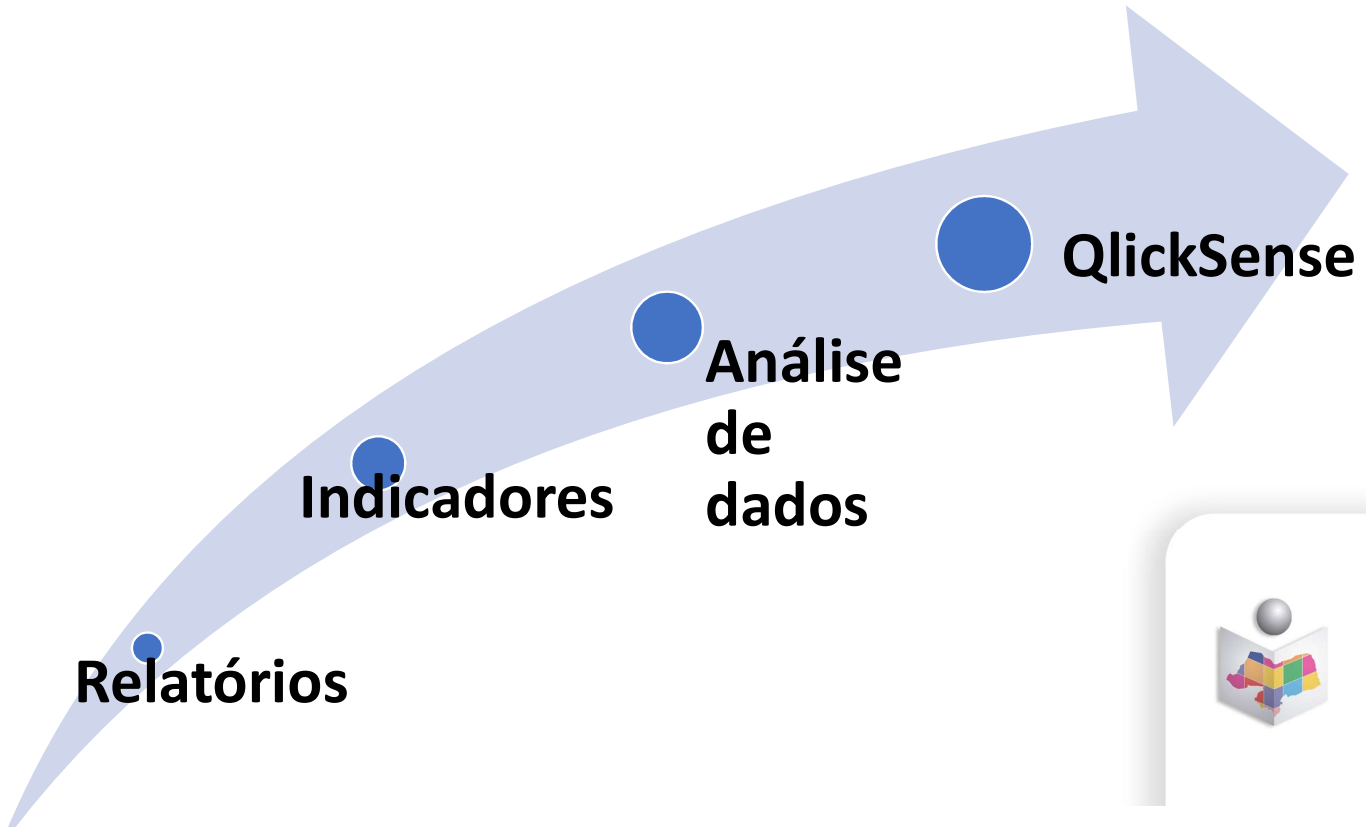 QlickSense
Análise
de
dados
Indicadores
Relatórios